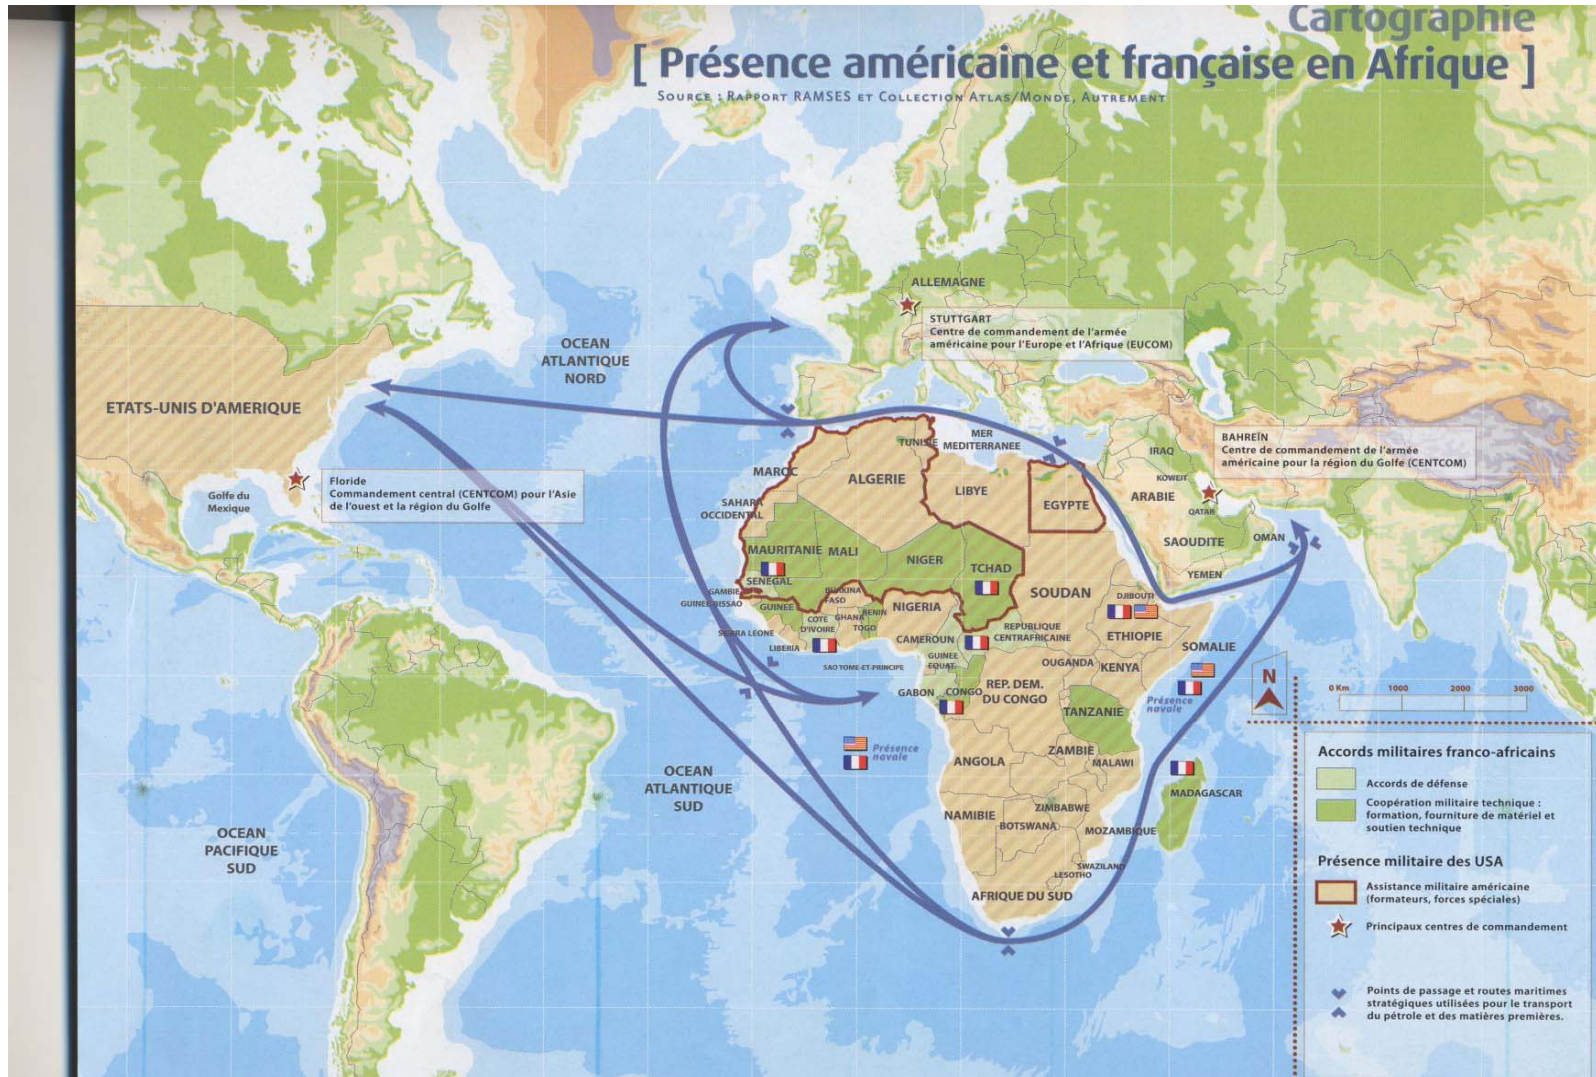 Cartographie
[ Présence américaine et française en Afrique ]
SOURCE : RAPPORT RAMSES ET COLLECTION ATLAS/MONDE, AUTREMENT
ALLEMAGNE
STUTTGART
Centre de commandement de l'armée
américaine pour l'Europe et l'Afrique (EUCOM)
OCEAN
ATLANTIQUE
NORD
ETATS-UNIS D'AMERIQUE
Floride
Commandement central (CENTCOM) pour l'Asie
de l'ouest et la région du Golfe
Golfe du
Mexique
BAHREÏN
Centre de commandement de l'armée
américaine pour la région du Golfe (CENTCOM)
MER
MEDITERRANEE
TUNISIE
MAROC
ALGERIE
LIBYE
EGYPTE
SAHARA
OCCIDENTAL
IRAQ
KOWEIT
ARABIE
SAOUDITE
QATAR
OMAN
YEMEN
MAURITANIE
MALI
NIGER
TCHAD
SOUDAN
SENEGAL
GAMBIE
GUINEE-BISSAO
GUINEE
SIERRA LEONE
LIBERIA
BURKINA
FASO
COTE
D'IVOIRE
GHANA
TOGO
BENIN
NIGERIA
CAMEROUN
REPUBLIQUE
CENTRAFRICAINE
DJIBOUTI
ETHIOPIE
SOMALIE
SAO TOME-ET-PRINCIPE
GUINEE
EQUAT.
GABON
CONGO
REP. DEM.
DU CONGO
OUGANDA
KENYA
TANZANIE
Présence
navale
Présence
navale
ANGOLA
ZAMBIE
MALAWI
MADAGASCAR
NAMIBIE
ZIMBABWE
BOTSWANA
MOZAMBIQUE
SWAZILAND
LESOTHO
AFRIQUE DU SUD
OCEAN
ATLANTIQUE
SUD
OCEAN
PACIFIQUE
SUD
N
0 Km 1000 2000 3000
Accords militaires franco-africains
Accords de défense
Coopération militaire technique :
formation, fourniture de matériel et
soutien technique
Présence militaire des USA
Assistance militaire américaine
(formateurs, forces spéciales)
Principaux centres de commandement
Points de passage et routes maritimes
stratégiques utilisées pour le transport
du pétrole et des matières premières.